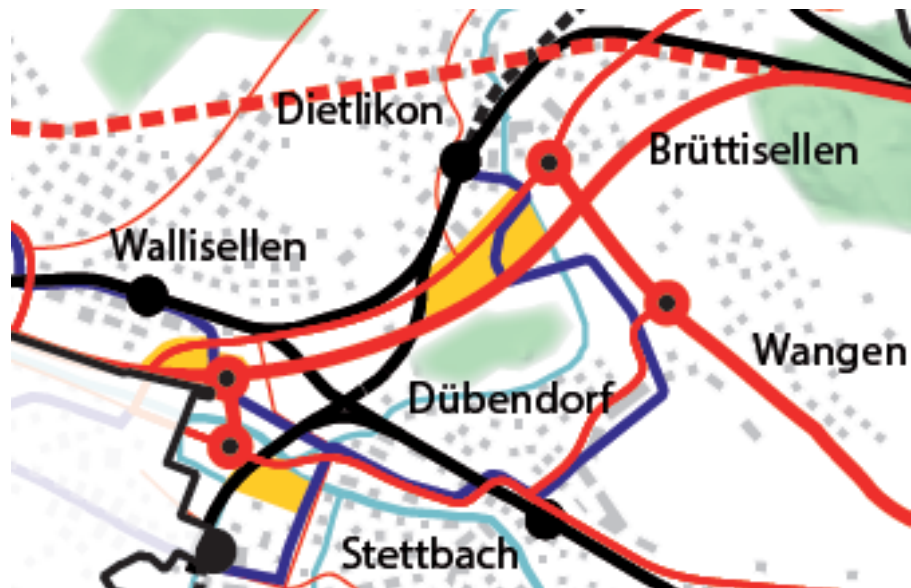 Dietlikon
Brüttisellen
Wallisellen
Wangen
Dübendorf
Stettbach